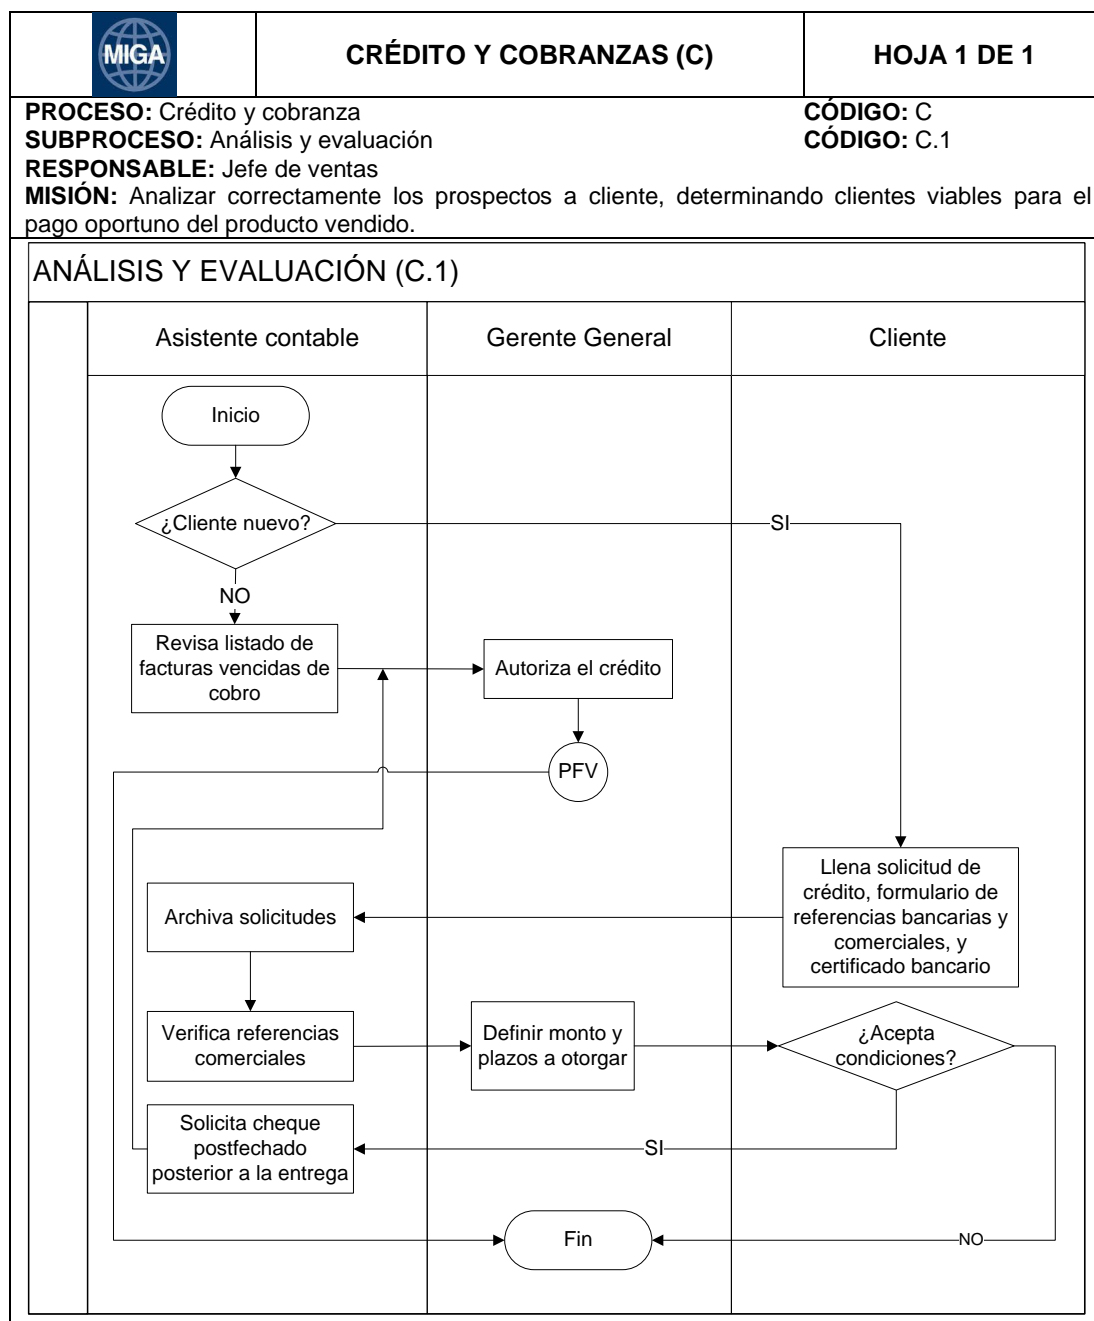 MIGA
CRÉDITO Y COBRANZAS (C)
HOJA 1 DE 1
PROCESO: Crédito y cobranza
CÓDIGO: C
SUBPROCESO: Análisis y evaluación
CÓDIGO: C.1
RESPONSABLE: Jefe de ventas
MISIÓN: Analizar correctamente los prospectos a cliente, determinando clientes viables para el
pago oportuno del producto vendido.
ANÁLISIS Y EVALUACIÓN (C.1)
Asistente contable
Gerente General
Cliente
Inicio
¿Cliente nuevo?
SI
NO
Revisa listado de
facturas vencidas de
cobro
Autoriza el crédito
PFV
Llena solicitud de
crédito, formulario de
referencias bancarias y
comerciales, y
certificado bancario
Archiva solicitudes
Verifica referencias
comerciales
Definir monto y
plazos a otorgar
¿Acepta
condiciones?
Solicita cheque
postfechado
posterior a la entrega
SI
Fin
NO